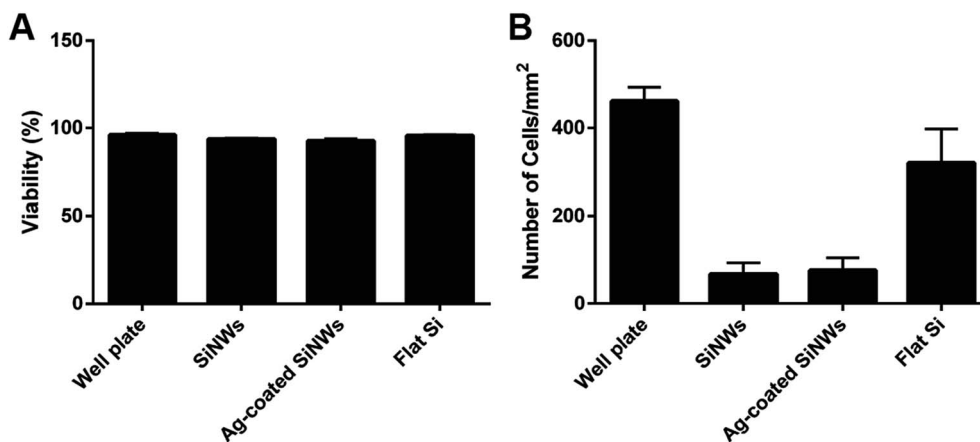 A
Viability (%)
150
100
50
0
Well plate
SiNWs
Ag-coated SiNWs
Flat Si
B
Number of Cells/mm²
600
400
200
0
Well plate
SiNWs
Ag-coated SiNWs
Flat Si